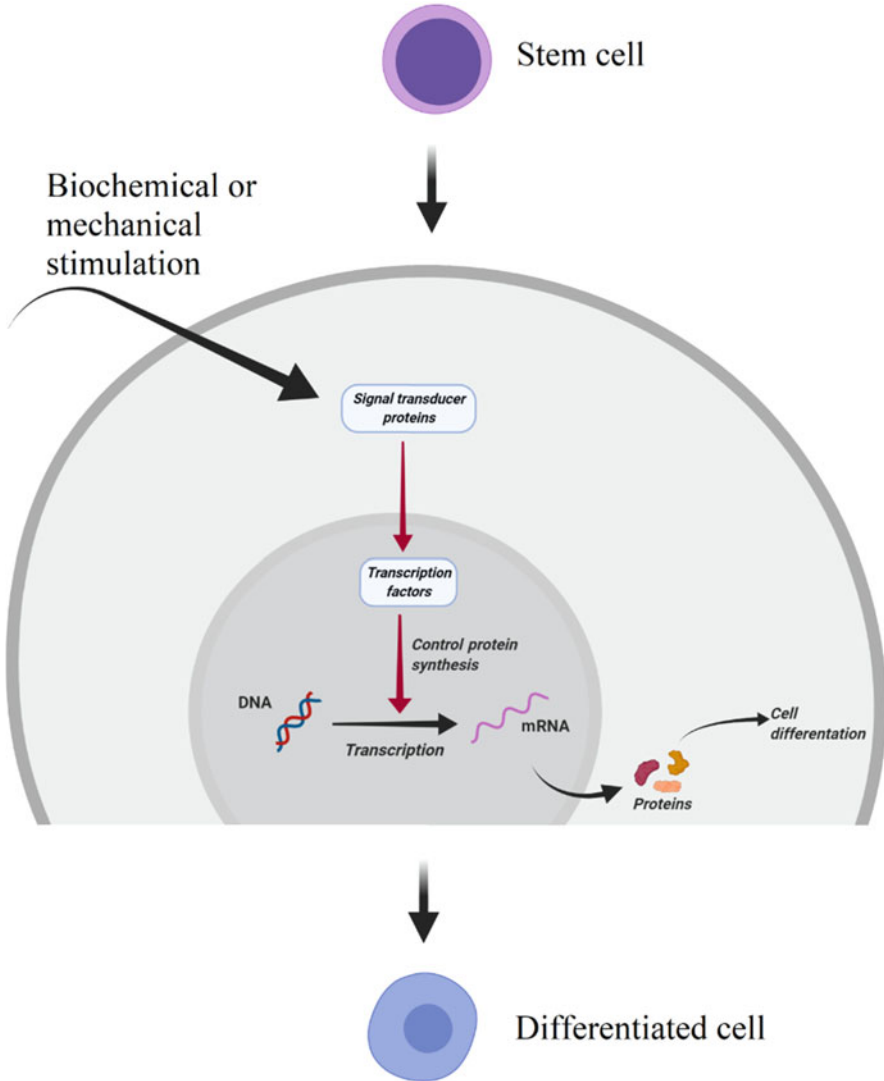 Stem cell
Biochemical or
mechanical
stimulation
Signal transducer
proteins
Transcription
factors
Control protein
synthesis
DNA
mRNA
Transcription
Cell
differentation
Proteins
Differentiated cell